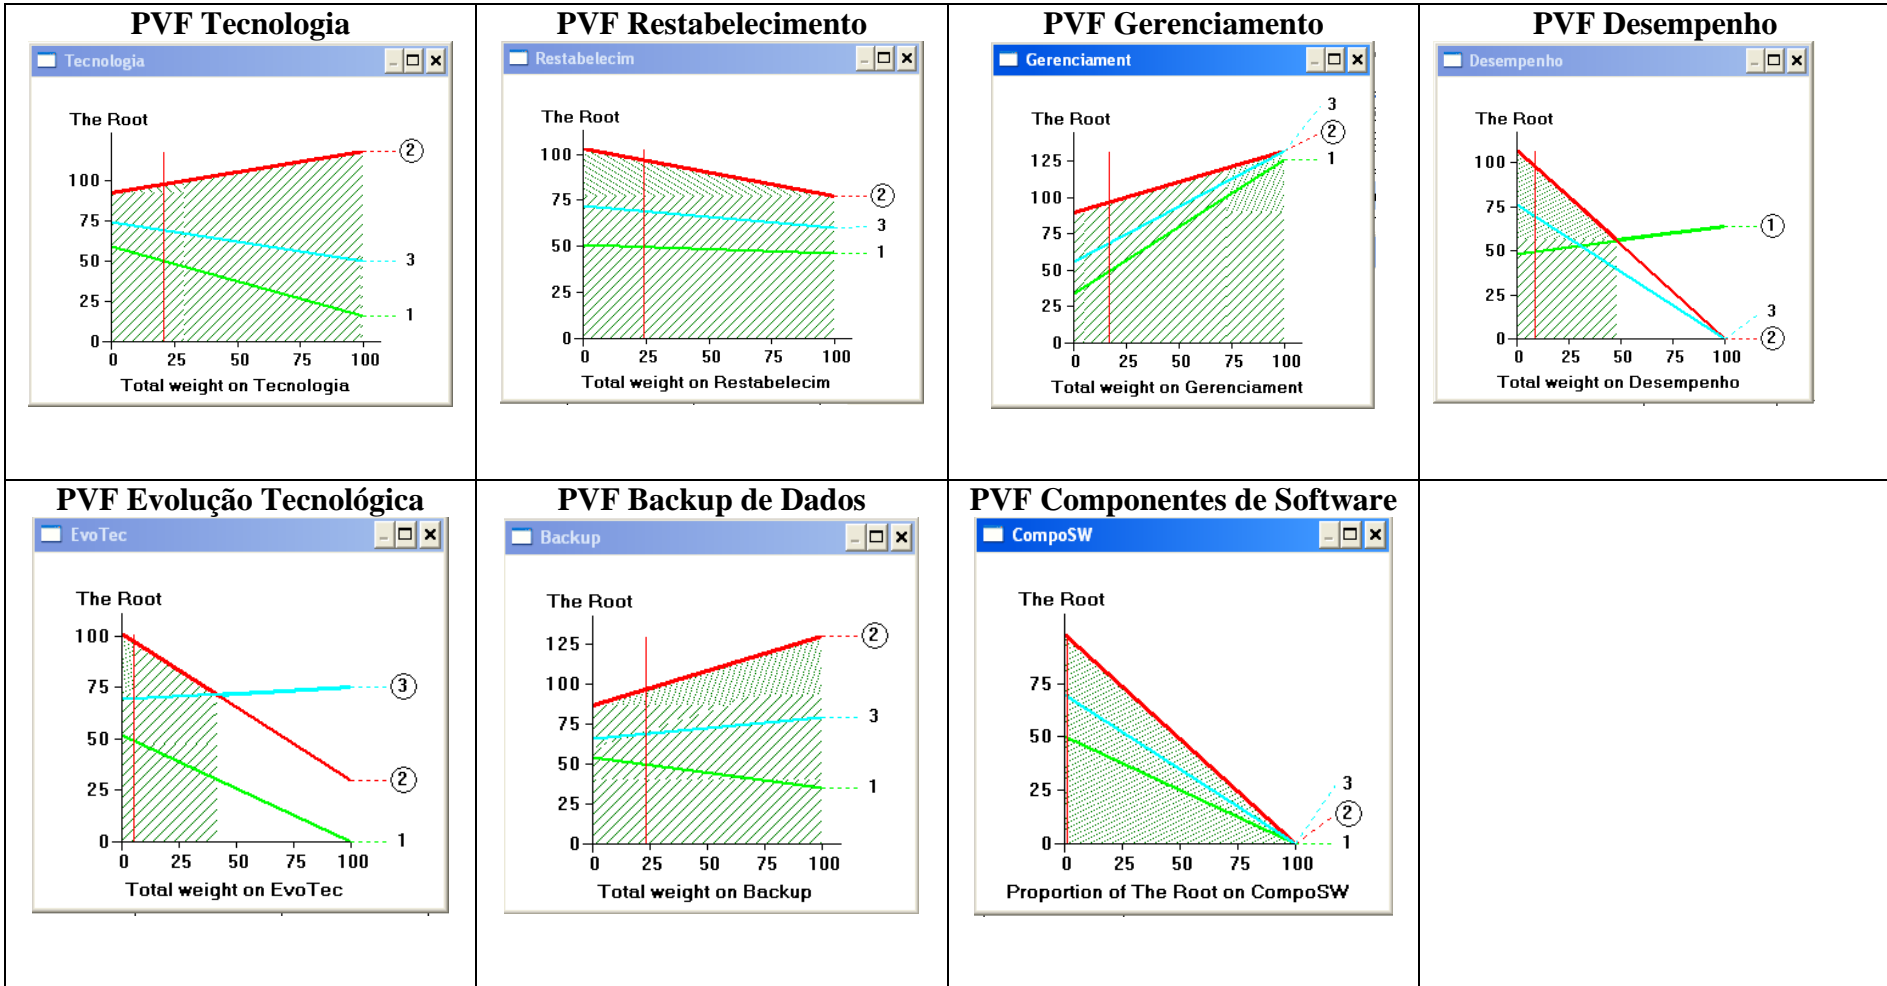 PVF Tecnologia
Tecnologia
The Root
2
100
75
50
3
25
1
0
0 25 50 75 100
Total weight on Tecnologia
PVF Restabelecimento
Restabelecim
The Root
100
75
2
3
50
1
25
0
0 25 50 75 100
Total weight on Restabelecim
PVF Gerenciamento
Gerenciament
The Root
3
2
125
1
100
75
50
25
0
0 25 50 75 100
Total weight on Gerenciament
PVF Desempenho
Desempenho
The Root
100
75
1
50
25
3
0
2
0 25 50 75 100
Total weight on Desempenho
PVF Evolução Tecnológica
EvoTec
The Root
100
75
3
50
2
25
0
1
0 25 50 75 100
Total weight on EvoTec
PVF Backup de Dados
Backup
The Root
2
125
100
3
75
50
1
25
0
0 25 50 75 100
Total weight on Backup
PVF Componentes de Software
CompoSW
The Root
75
50
3
25
2
0
1
0 25 50 75 100
Proportion of The Root on CompoSW